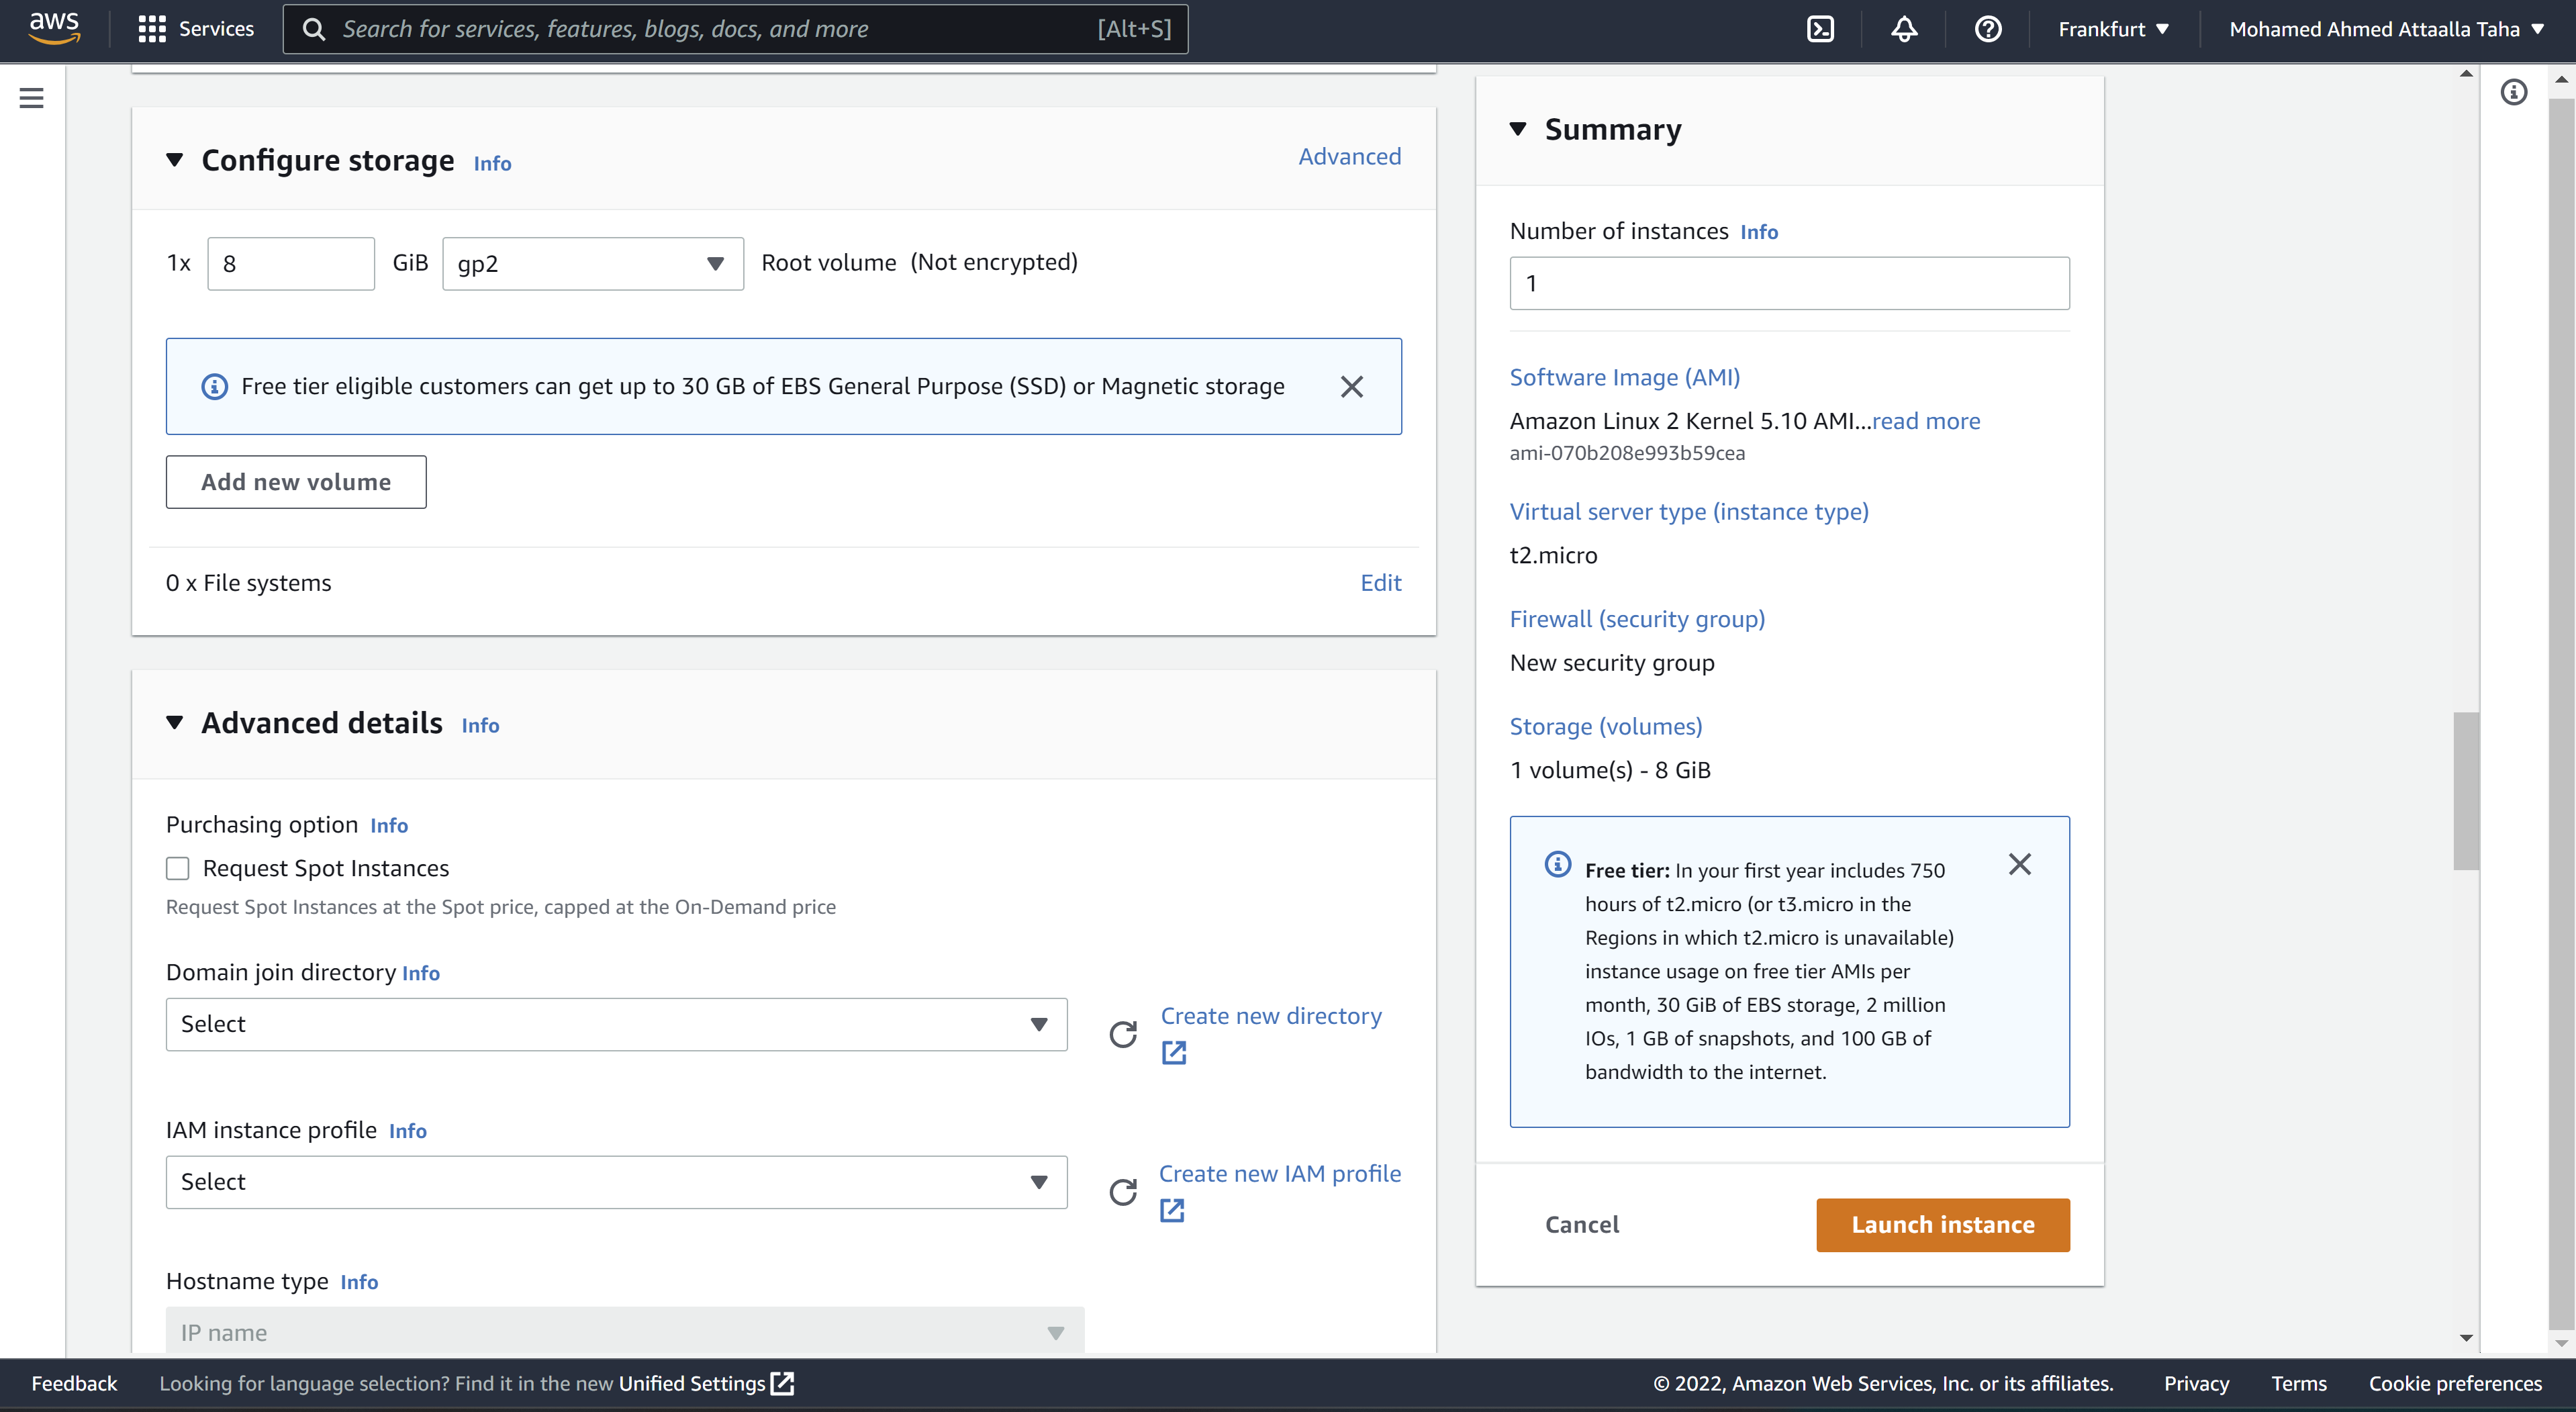 aws
Services
Search for services, features, blogs, docs, and more
[Alt+S]
Frankfurt
Mohamed Ahmed Attaalla Taha
Configure storage Info
Advanced
1x 8 GiB gp2 Root volume (Not encrypted)
Free tier eligible customers can get up to 30 GB of EBS General Purpose (SSD) or Magnetic storage
Add new volume
0 x File systems
Edit
Advanced details Info
Purchasing option Info
Request Spot Instances
Request Spot Instances at the Spot price, capped at the On-Demand price
Domain join directory Info
Select
Create new directory
IAM instance profile Info
Select
Create new IAM profile
Hostname type Info
IP name
Summary
Number of instances Info
1
Software Image (AMI)
Amazon Linux 2 Kernel 5.10 AMI...read more
ami-070b208e993b59cea
Virtual server type (instance type)
t2.micro
Firewall (security group)
New security group
Storage (volumes)
1 volume(s) - 8 GiB
Free tier: In your first year includes 750
hours of t2.micro (or t3.micro in the
Regions in which t2.micro is unavailable)
instance usage on free tier AMIs per
month, 30 GiB of EBS storage, 2 million
IOs, 1 GB of snapshots, and 100 GB of
bandwidth to the internet.
Cancel
Launch instance
Feedback
Looking for language selection? Find it in the new Unified Settings
© 2022, Amazon Web Services, Inc. or its affiliates.
Privacy
Terms
Cookie preferences